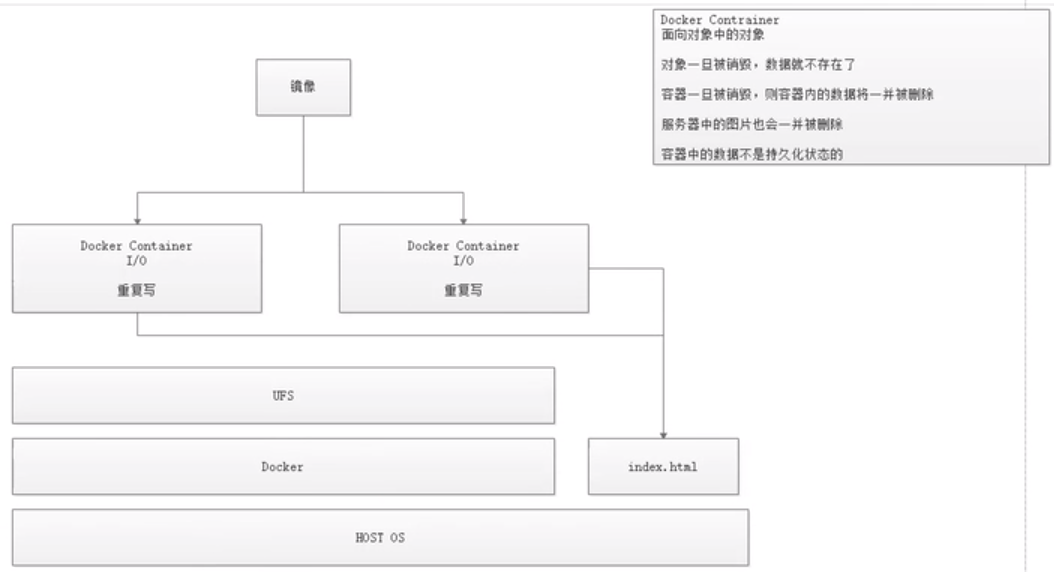 Docker Contrainer
面向对象中的对象
对象一旦被销毁，数据就不存在了
容器一旦被销毁，则容器内的数据将一并被删除
服务器中的图片也会一并被删除
容器中的数据不是持久化状态的
镜像
Docker Container
I/O
重复写
Docker Container
I/O
重复写
UFS
Docker
index.html
HOST OS